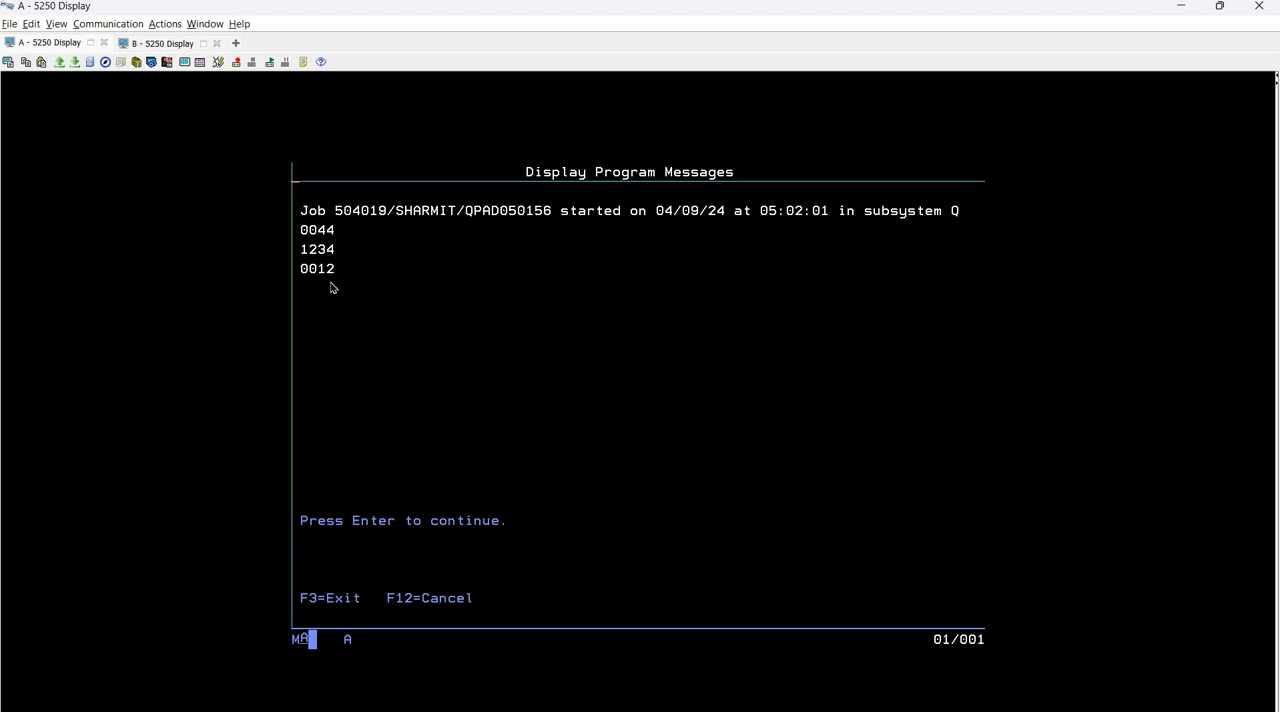 A - 5250 Display
File Edit View Communication Actions Window Help
A - 5250 Display B - 5250 Display
Display Program Messages
Job 504019/SHARMIT/QPAD050156 started on 04/09/24 at 05:02:01 in subsystem Q
0044
1234
0012
Press Enter to continue.
F3=Exit F12=Cancel
MA A 01/001